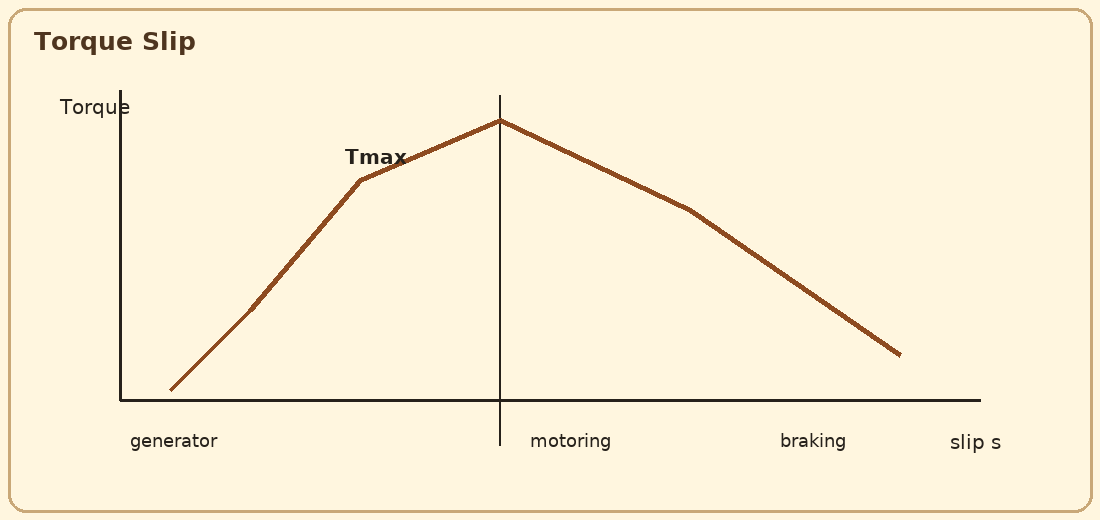 Torque Slip
Torque
Tmax
generator
motoring
braking
slip s